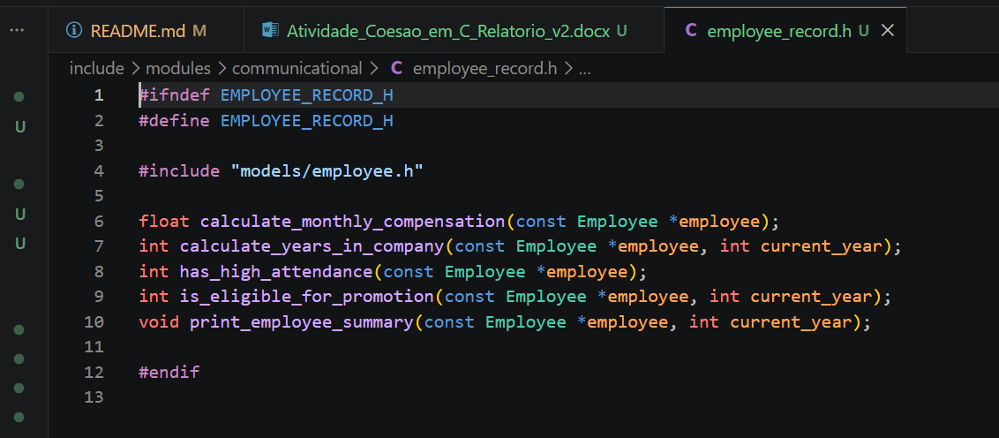 ... README.md M Atividade_Coesao_em_C_Relatorio_v2.docx U C employee_record.h U
include > modules > communicational > C employee_record.h > ...
1 #ifndef EMPLOYEE_RECORD_H
U 2 #define EMPLOYEE_RECORD_H
3
4 #include "models/employee.h"
5
U 6 float calculate_monthly_compensation(const Employee *employee);
U 7 int calculate_years_in_company(const Employee *employee, int current_year);
8 int has_high_attendance(const Employee *employee);
9 int is_eligible_for_promotion(const Employee *employee, int current_year);
10 void print_employee_summary(const Employee *employee, int current_year);
11
12 #endif
13